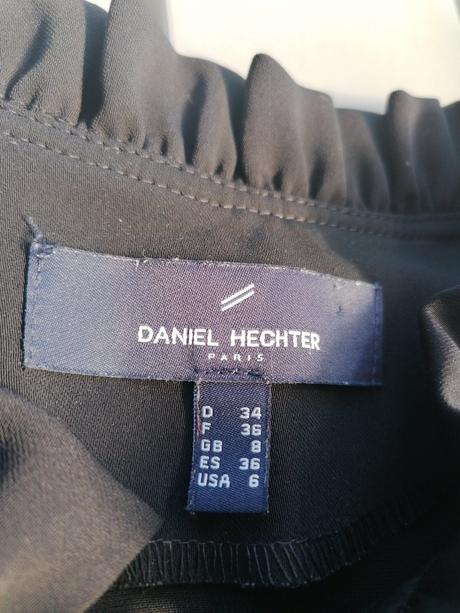 DANIEL HECHTER
PARIS
D 34
F 36
GB 8
ES 36
USA 6